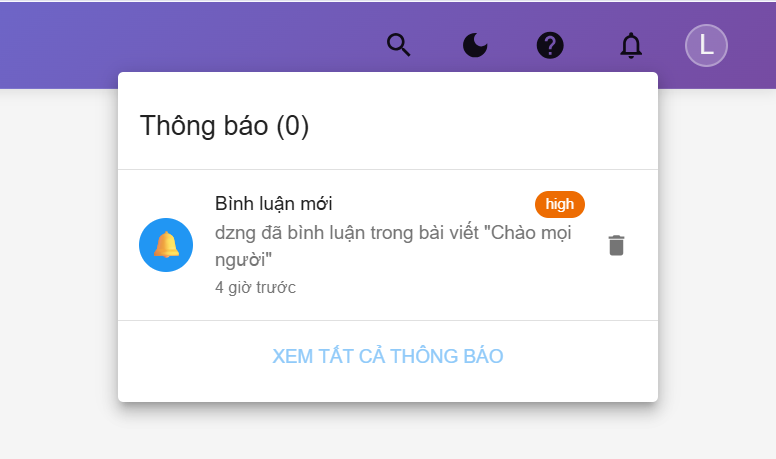 L
Thông báo (0)
Bình luận mới
high
dzng đã bình luận trong bài viết "Chào mọi
người"
4 giờ trước
XEM TẤT CẢ THÔNG BÁO